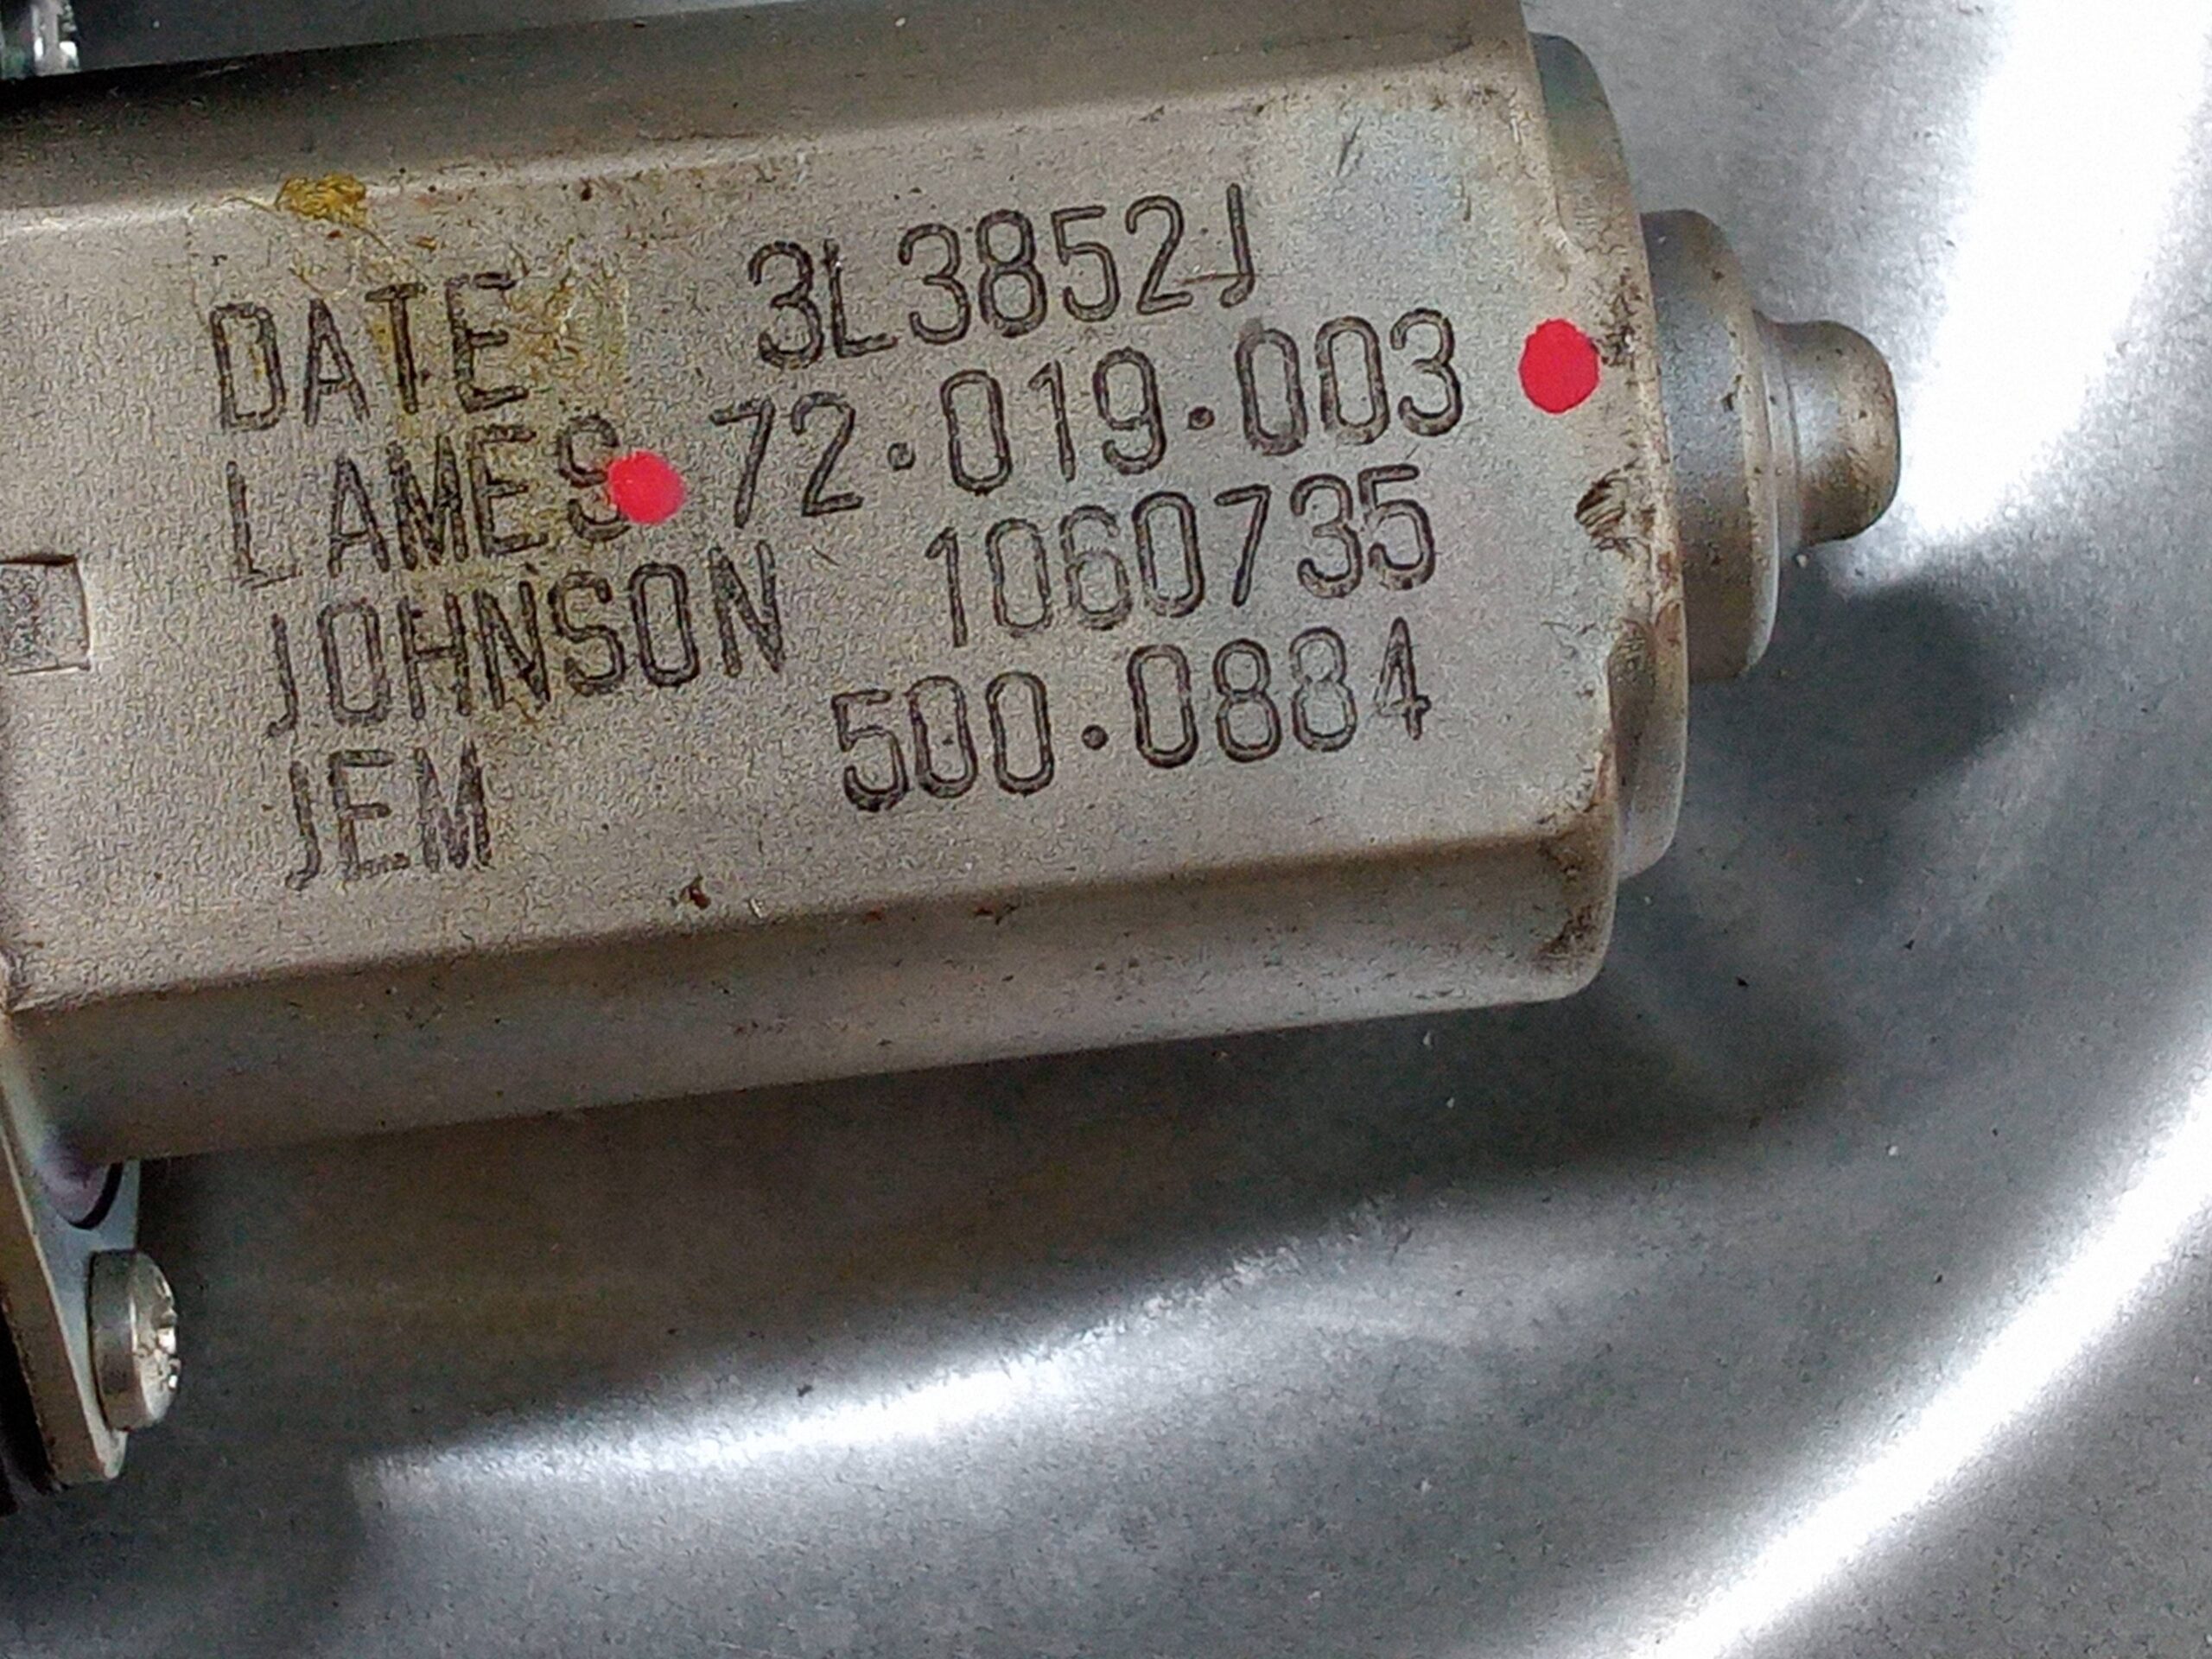 DATE 3L3852J
LAMES 72·019·003
JOHNSON 1060735
JEM 500·0884